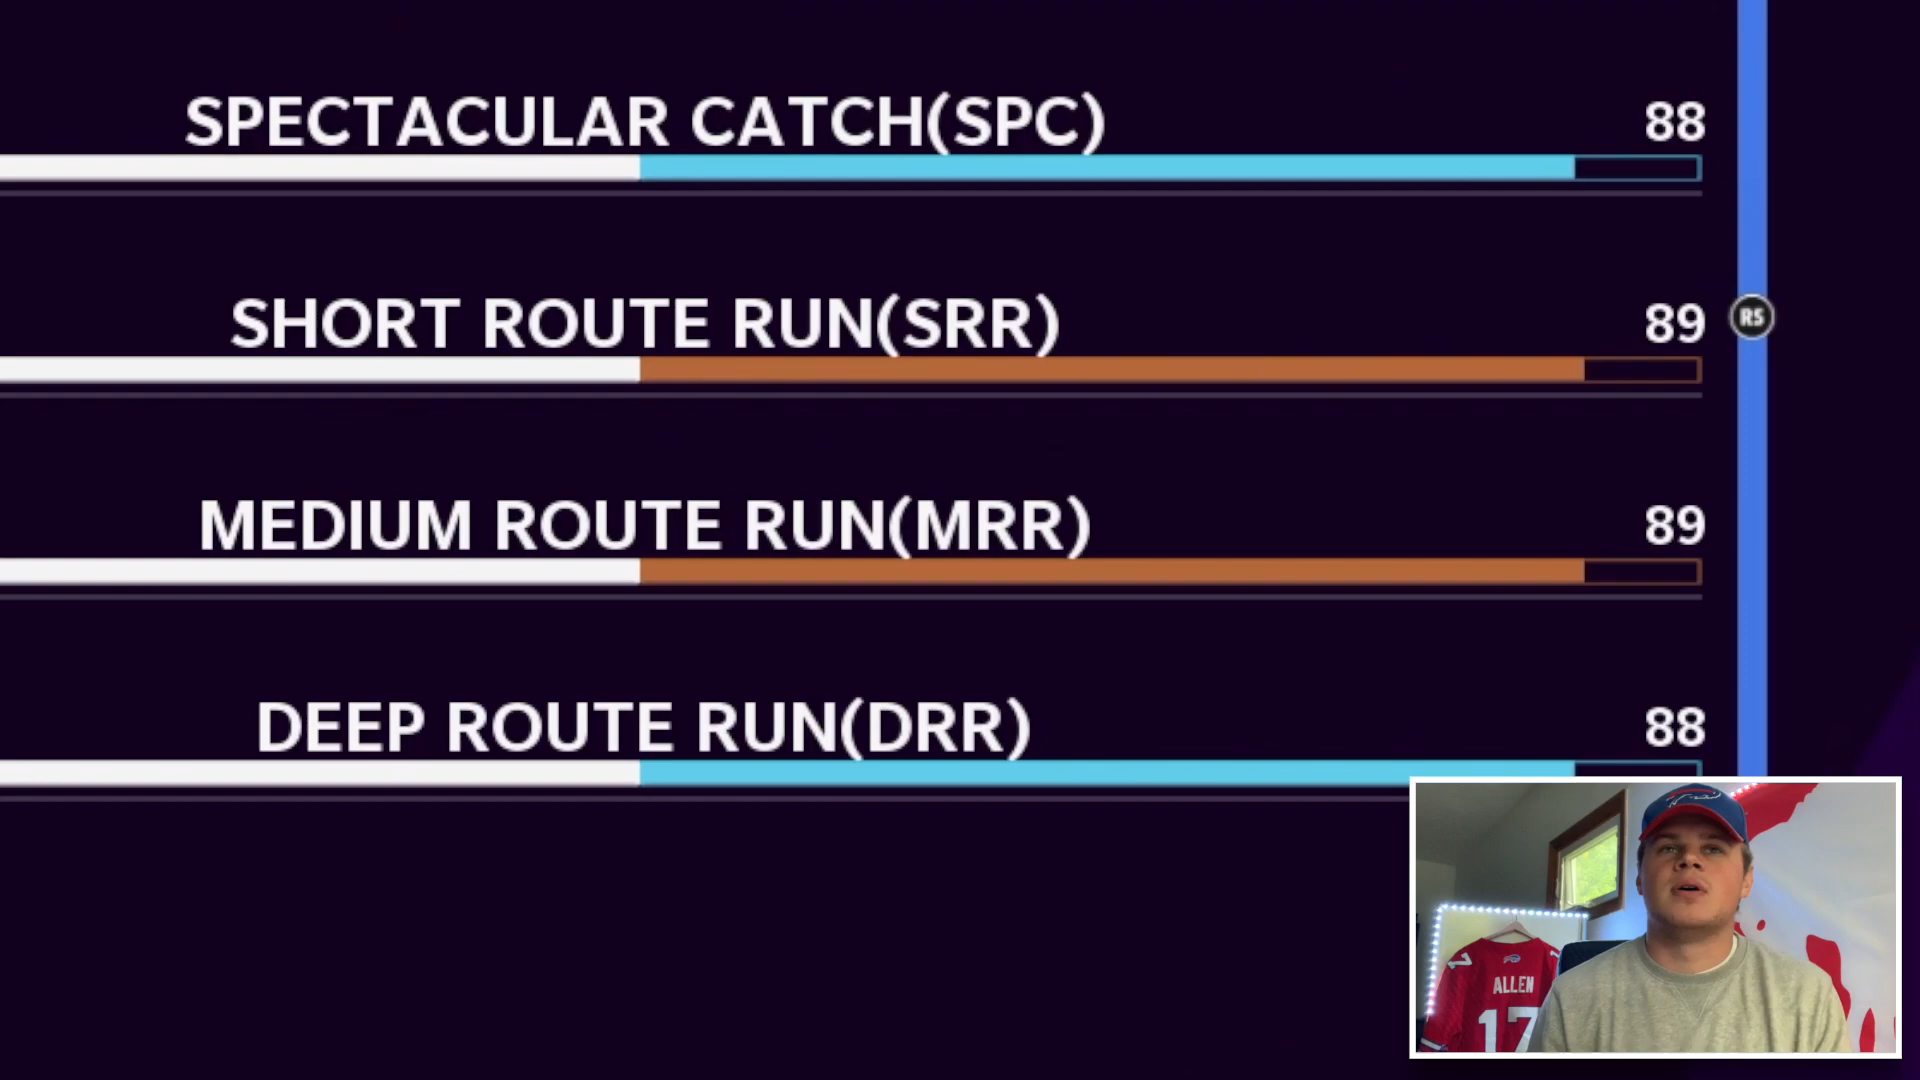 SPECTACULAR CATCH(SPC) 88
SHORT ROUTE RUN(SRR) 89
RS
MEDIUM ROUTE RUN(MRR) 89
DEEP ROUTE RUN(DRR) 88
ALLEN
17